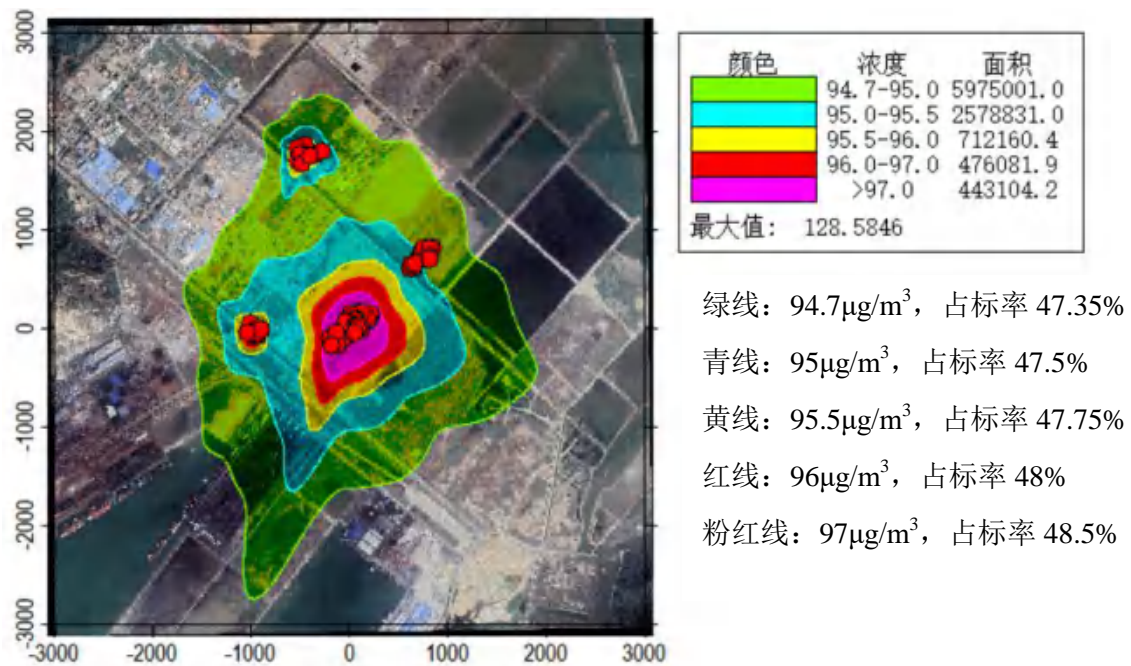 3000
2000
1000
0
-1000
-2000
-3000
-3000 -2000 -1000 0 1000 2000 3000
颜色 浓度 面积
94.7-95.0 5975001.0
95.0-95.5 2578831.0
95.5-96.0 712160.4
96.0-97.0 476081.9
>97.0 443104.2
最大值: 128.5846
绿线：94.7μg/m³，占标率 47.35%
青线：95μg/m³，占标率 47.5%
黄线：95.5μg/m³，占标率 47.75%
红线：96μg/m³，占标率 48%
粉红线：97μg/m³，占标率 48.5%